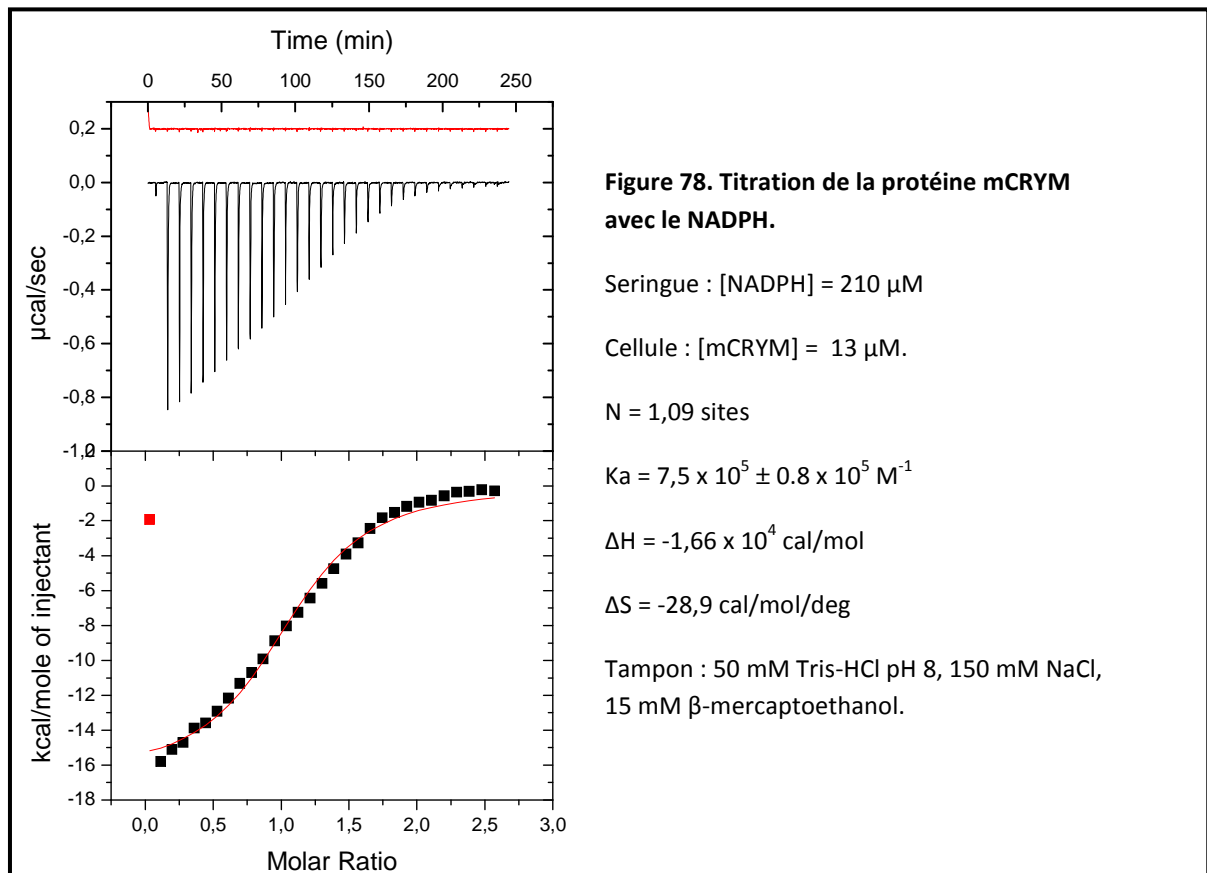 Time (min)
0 50 100 150 200 250
0,2
0,0
-0,2
-0,4
-0,6
-0,8
-1,0
µcal/sec
2
0
-2
-4
-6
-8
-10
-12
-14
-16
-18
kcal/mole of injectant
0,0 0,5 1,0 1,5 2,0 2,5 3,0
Molar Ratio
Figure 78. Titration de la protéine mCRYM
avec le NADPH.
Seringue : [NADPH] = 210 µM
Cellule : [mCRYM] = 13 µM.
N = 1,09 sites
Ka = 7,5 x 10⁵ ± 0.8 x 10⁵ M⁻¹
ΔH = -1,66 x 10⁴ cal/mol
ΔS = -28,9 cal/mol/deg
Tampon : 50 mM Tris-HCl pH 8, 150 mM NaCl,
15 mM β-mercaptoethanol.